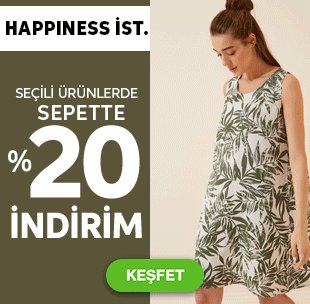 HAPPINESS İST.
SEÇİLİ ÜRÜNLERDE
SEPETTE
%20
İNDİRİM
KEŞFET